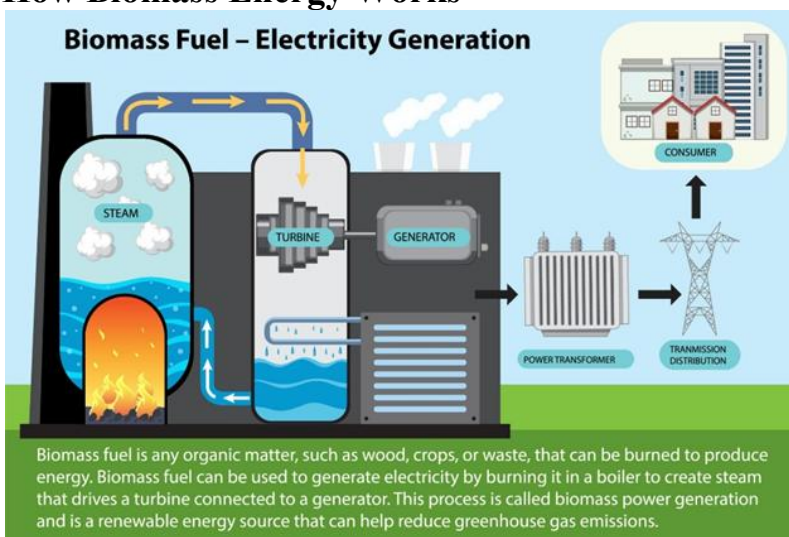 How Biomass Energy Works
Biomass Fuel – Electricity Generation
STEAM
TURBINE
GENERATOR
CONSUMER
POWER TRANSFORMER
TRANMISSION
DISTRIBUTION
Biomass fuel is any organic matter, such as wood, crops, or waste, that can be burned to produce
energy. Biomass fuel can be used to generate electricity by burning it in a boiler to create steam
that drives a turbine connected to a generator. This process is called biomass power generation
and is a renewable energy source that can help reduce greenhouse gas emissions.